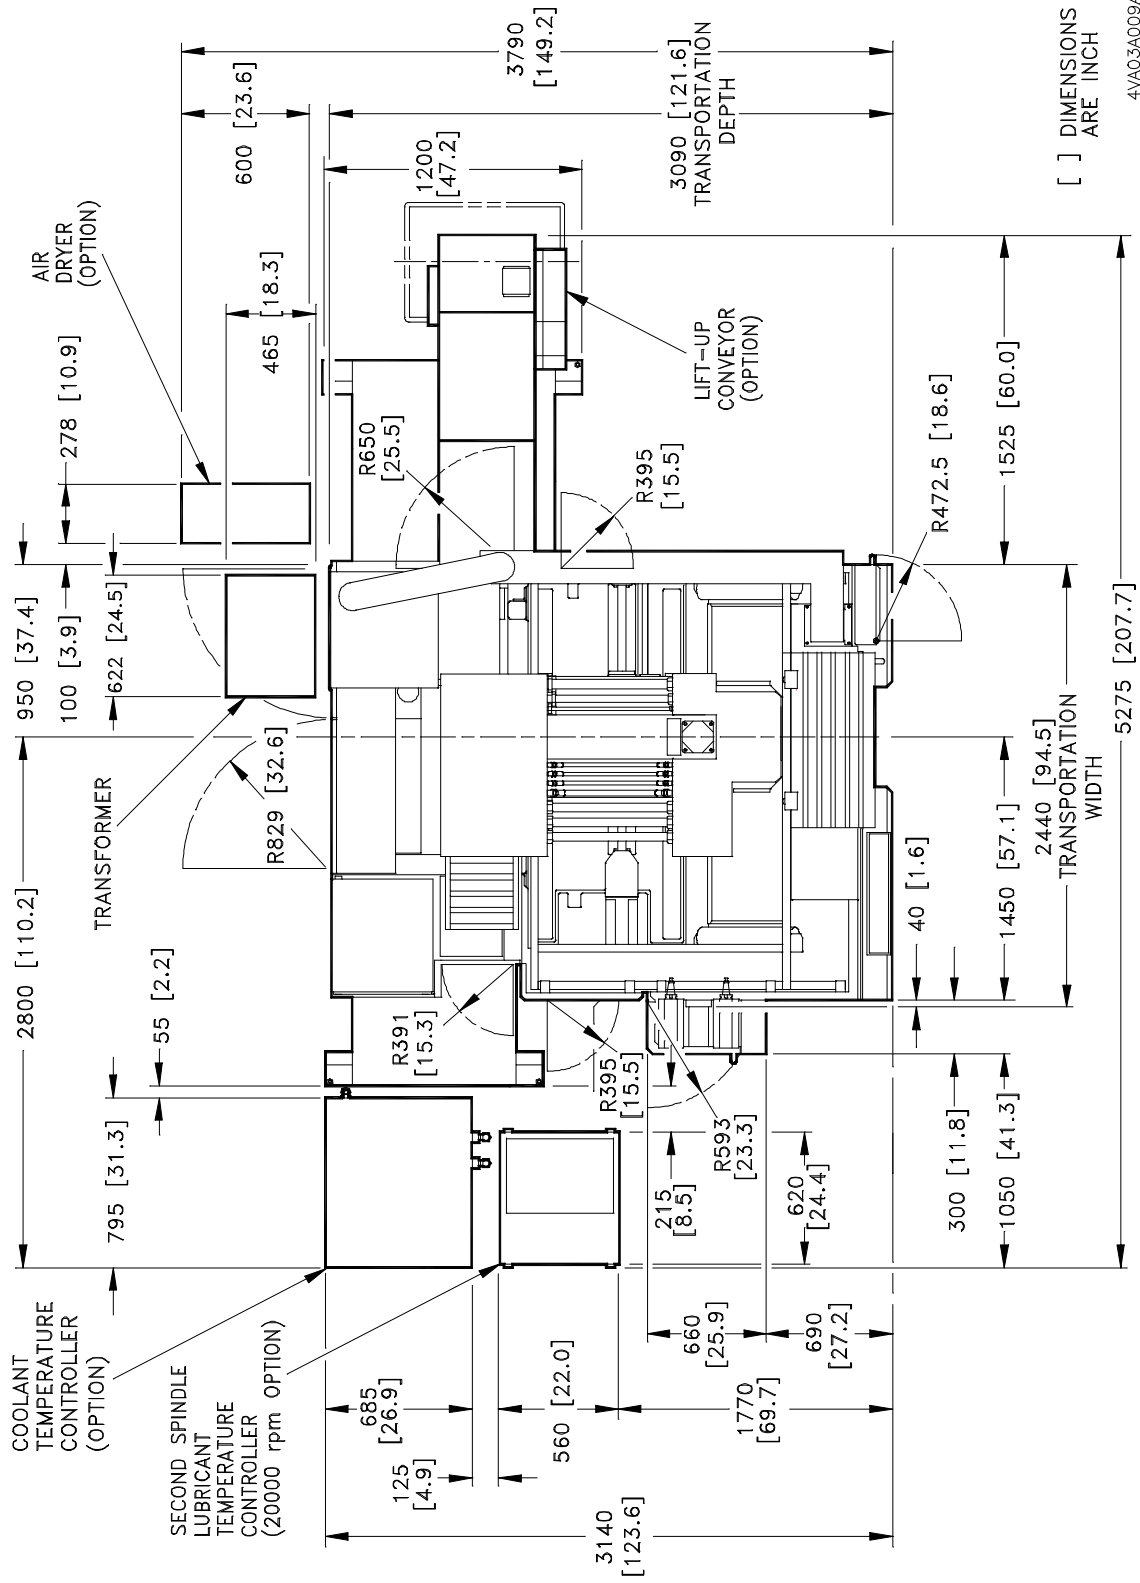 2800 [110.2]
950 [37.4]
795 [31.3]
55 [2.2]
100 [3.9]
278 [10.9]
622 [24.5]
465 [18.3]
600 [23.6]
3790
[149.2]
3090 [121.6]
TRANSPORTATION
DEPTH
1200
[47.2]
AIR
DRYER
(OPTION)
TRANSFORMER
COOLANT
TEMPERATURE
CONTROLLER
(OPTION)
SECOND SPINDLE
LUBRICANT
TEMPERATURE
CONTROLLER
(20000 rpm OPTION)
R829 [32.6]
R650
[25.5]
R395
[15.5]
LIFT-UP
CONVEYOR
(OPTION)
R472.5 [18.6]
R391
[15.3]
R395
[15.5]
R593
[23.3]
215
[8.5]
620
[24.4]
685
[26.9]
125
[4.9]
560 [22.0]
660
[25.9]
690
[27.2]
1770
[69.7]
3140
[123.6]
40 [1.6]
300 [11.8]
1050 [41.3]
1450 [57.1]
1525 [60.0]
2440 [94.5]
TRANSPORTATION
WIDTH
5275 [207.7]
[ ] DIMENSIONS
ARE INCH
4VA03A009A